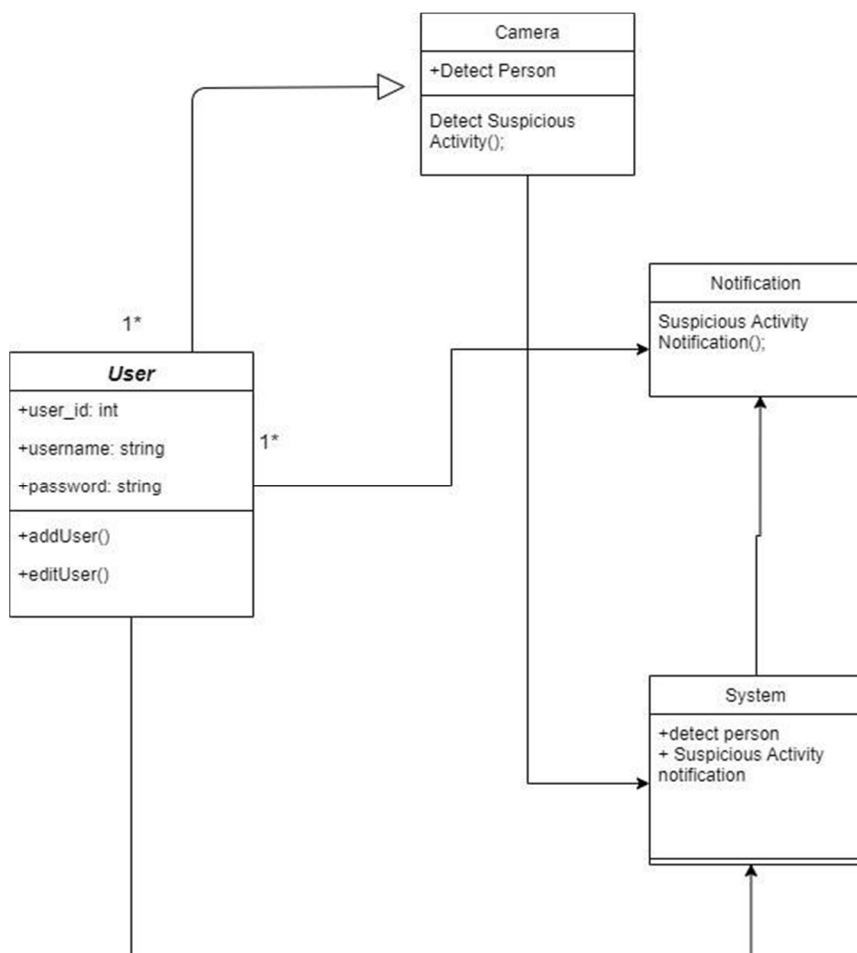 Camera
+Detect Person
Detect Suspicious
Activity();
Notification
Suspicious Activity
Notification();
1*
User
+user_id: int
+username: string
+password: string
+addUser()
+editUser()
1*
System
+detect person
+ Suspicious Activity
notification